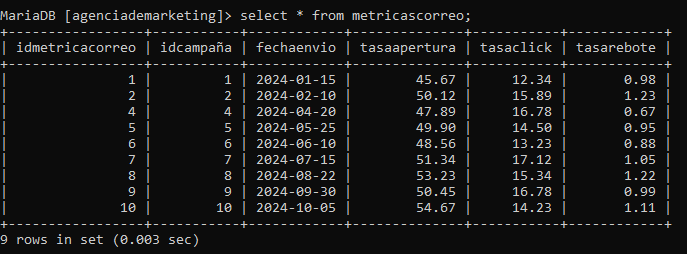 MariaDB [agenciademarketing]> select * from metricascorreo;
+-----------------+-----------+------------+--------------+-----------+------------+
| idmetricacorreo | idcampaña | fechaenvio | tasaapertura | tasaclick | tasarebote |
+-----------------+-----------+------------+--------------+-----------+------------+
|               1 |         1 | 2024-01-15 |        45.67 |     12.34 |       0.98 |
|               2 |         2 | 2024-02-10 |        50.12 |     15.89 |       1.23 |
|               4 |         4 | 2024-04-20 |        47.89 |     16.78 |       0.67 |
|               5 |         5 | 2024-05-25 |        49.90 |     14.50 |       0.95 |
|               6 |         6 | 2024-06-10 |        48.56 |     13.23 |       0.88 |
|               7 |         7 | 2024-07-15 |        51.34 |     17.12 |       1.05 |
|               8 |         8 | 2024-08-22 |        53.23 |     15.34 |       1.22 |
|               9 |         9 | 2024-09-30 |        50.45 |     16.78 |       0.99 |
|              10 |        10 | 2024-10-05 |        54.67 |     14.23 |       1.11 |
+-----------------+-----------+------------+--------------+-----------+------------+
9 rows in set (0.003 sec)